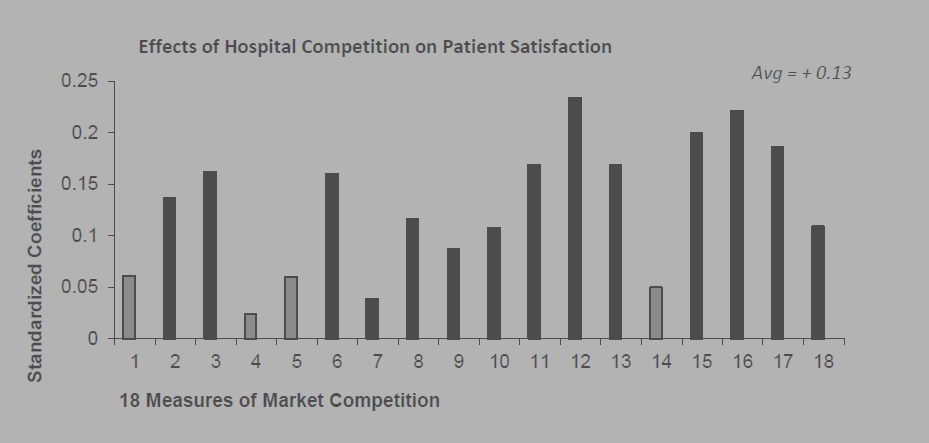 Effects of Hospital Competition on Patient Satisfaction
Avg = + 0.13
Standardized Coefficients
0.25
0.2
0.15
0.1
0.05
0
1 2 3 4 5 6 7 8 9 10 11 12 13 14 15 16 17 18
18 Measures of Market Competition